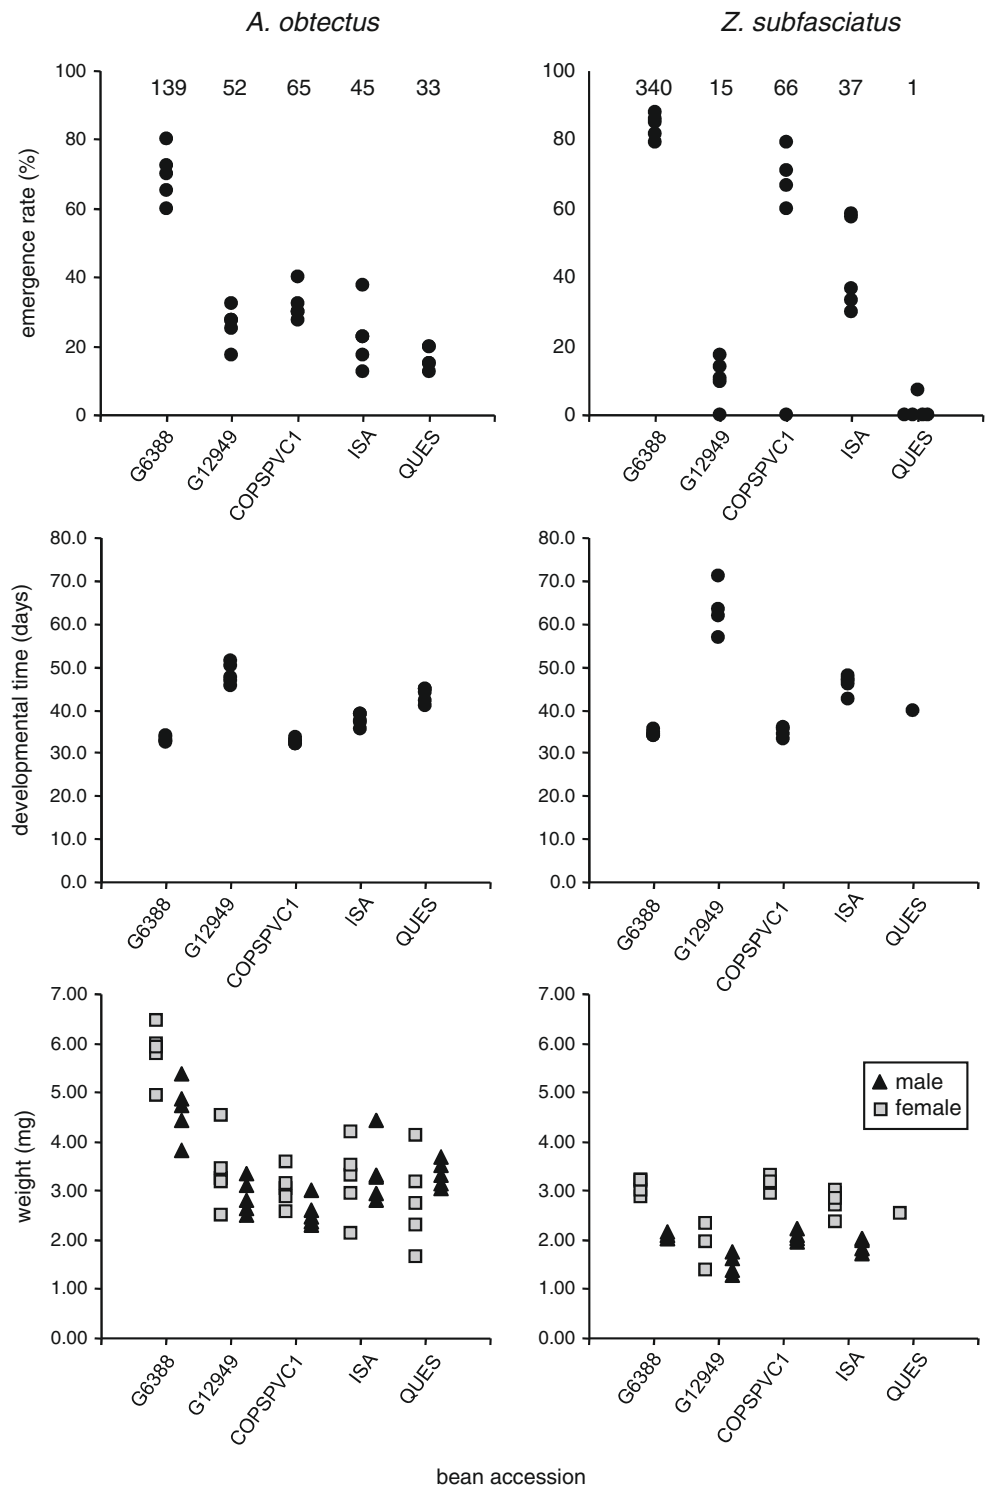 A. obtectus
Z. subfasciatus
emergence rate (%)
100
80
60
40
20
0
139 52 65 45 33
G6388
G12949
COPSPVC1
ISA
QUES
100
80
60
40
20
0
340 15 66 37 1
G6388
G12949
COPSPVC1
ISA
QUES
developmental time (days)
80.0
70.0
60.0
50.0
40.0
30.0
20.0
10.0
0.0
G6388
G12949
COPSPVC1
ISA
QUES
80.0
70.0
60.0
50.0
40.0
30.0
20.0
10.0
0.0
G6388
G12949
COPSPVC1
ISA
QUES
weight (mg)
7.00
6.00
5.00
4.00
3.00
2.00
1.00
0.00
G6388
G12949
COPSPVC1
ISA
QUES
7.00
6.00
5.00
4.00
3.00
2.00
1.00
0.00
male
female
G6388
G12949
COPSPVC1
ISA
QUES
bean accession